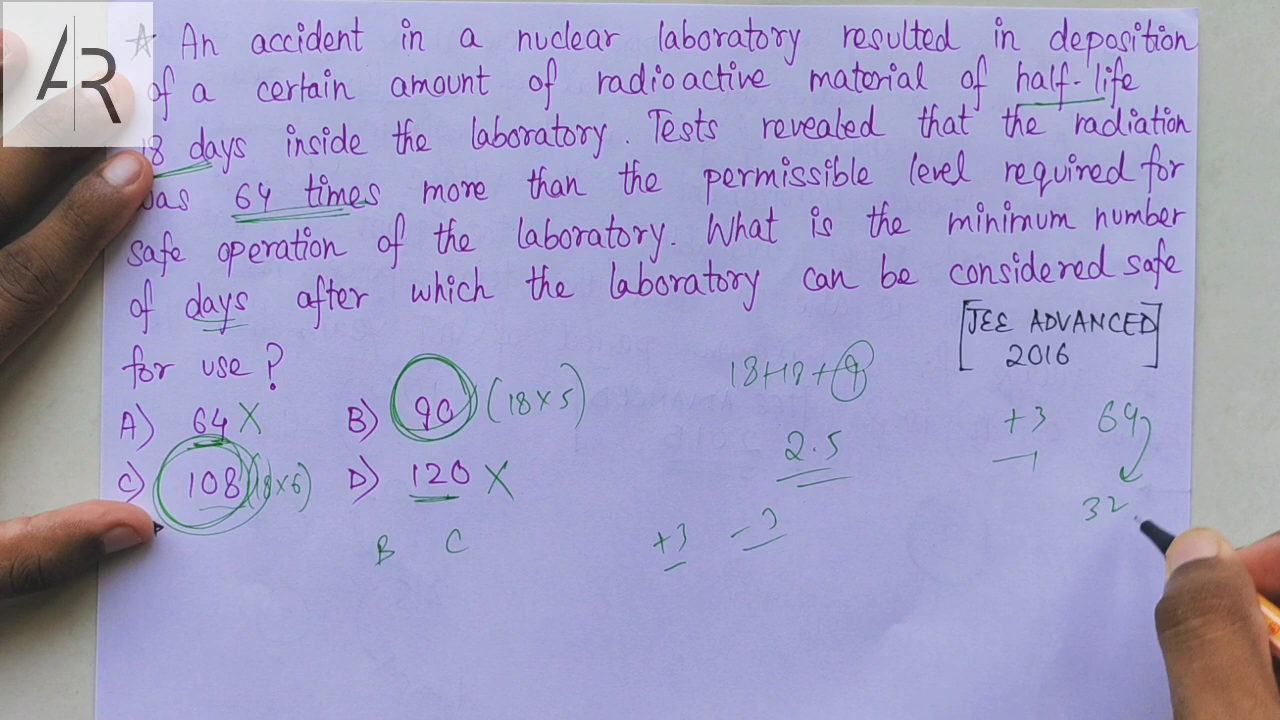 AR
An accident in a nuclear laboratory resulted in deposition
of a certain amount of radioactive material of half-life
18 days inside the laboratory. Tests revealed that the radiation
was 64 times more than the permissible level required for
safe operation of the laboratory. What is the minimum number
of days after which the laboratory can be considered safe
for use?
[JEE ADVANCED 2016]
18+18+9
A) 64 X B) 90 (18×5)
2.5
+3 64
C) 108 (18×6) D) 120 X
32
B C +3